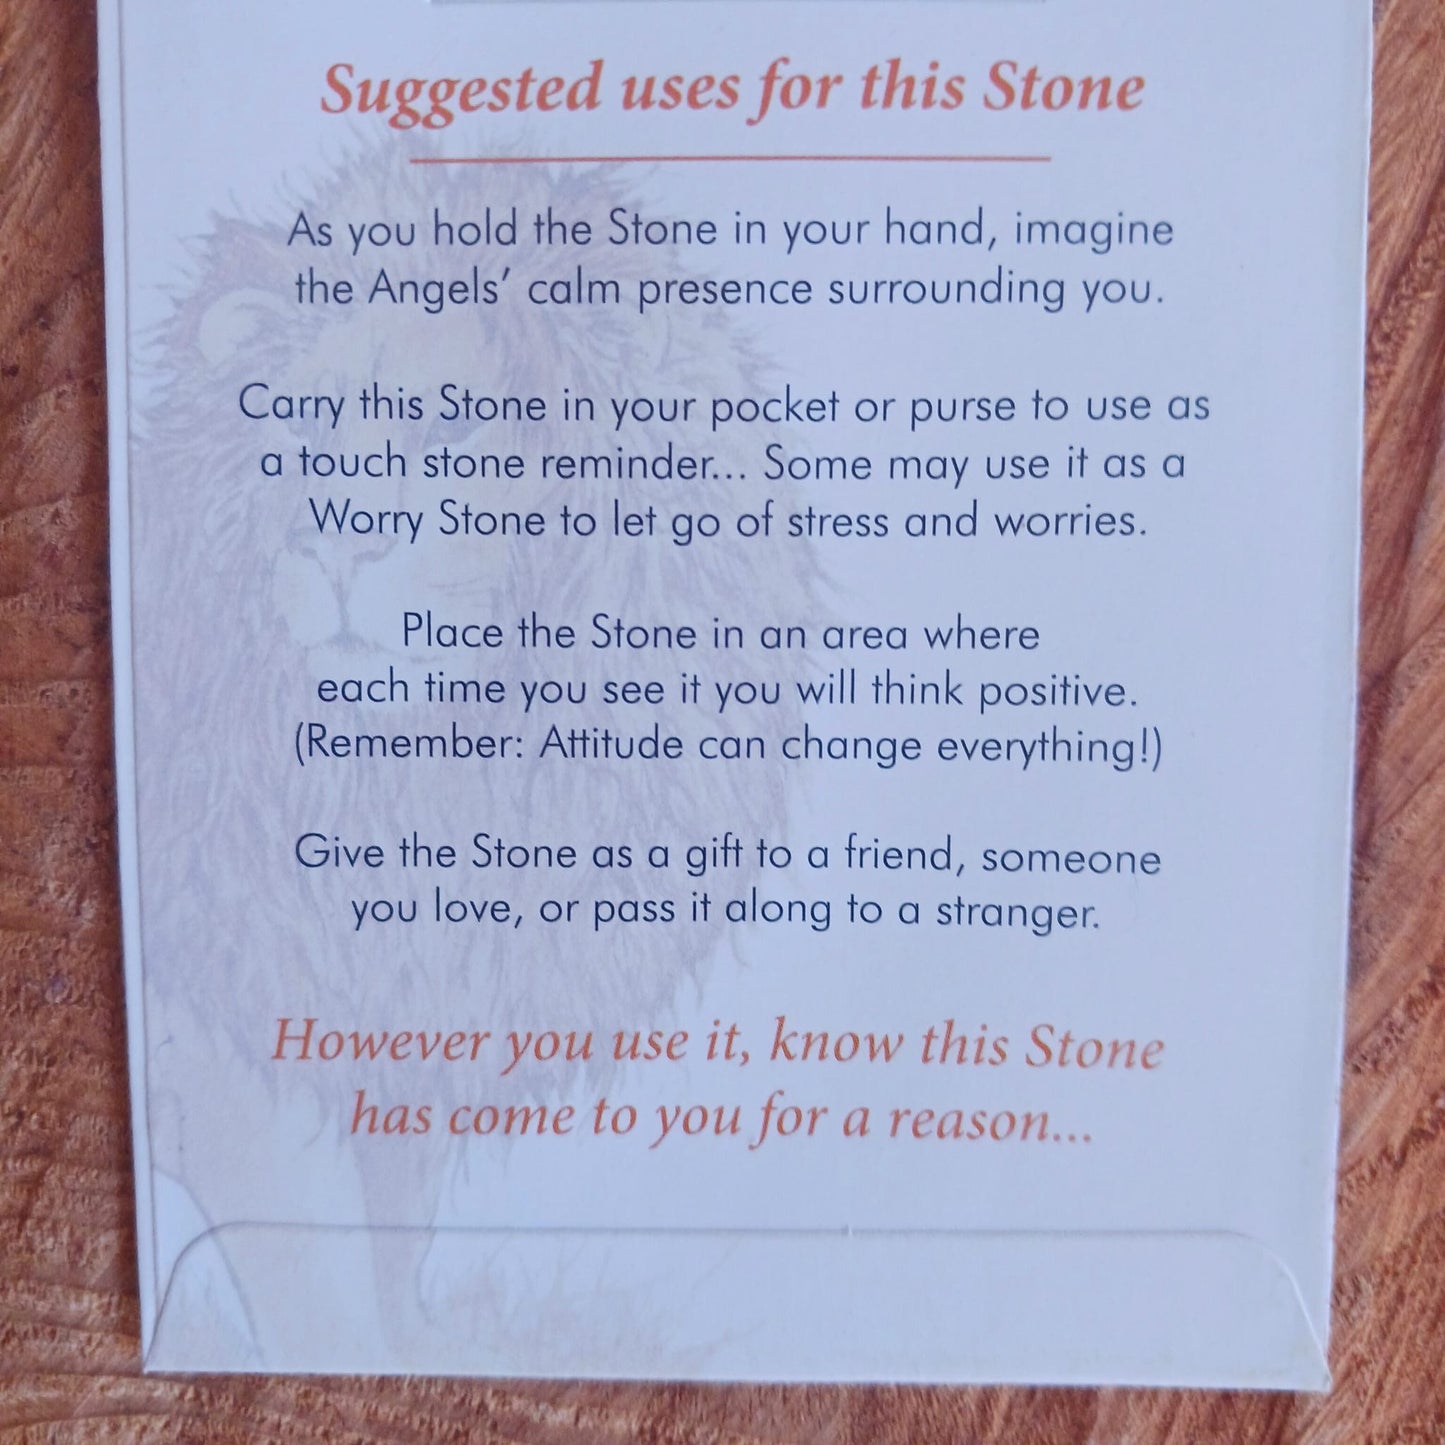 Suggested uses for this Stone
As you hold the Stone in your hand, imagine
the Angels’ calm presence surrounding you.
Carry this Stone in your pocket or purse to use as
a touch stone reminder... Some may use it as a
Worry Stone to let go of stress and worries.
Place the Stone in an area where
each time you see it you will think positive.
(Remember: Attitude can change everything!)
Give the Stone as a gift to a friend, someone
you love, or pass it along to a stranger.
However you use it, know this Stone
has come to you for a reason...